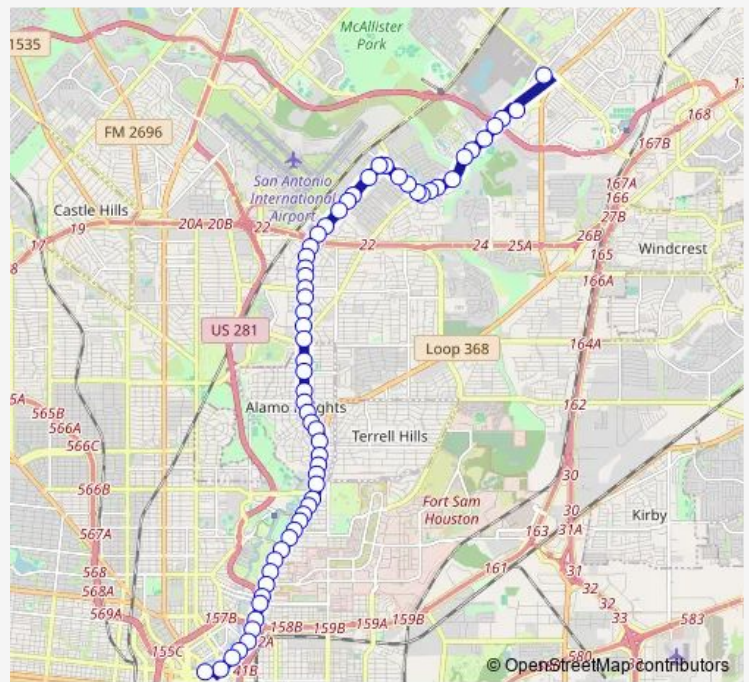 McAllister
Park
1535
168
FM 2696
167B
San Antonio
International
Airport
167A
166
Castle Hills
20A 20B
22
27B
19
26B
17
22
24
25A
165
Windcrest
166A
US 281
Loop 368
164A
565B
566A
566C
Alamo Heights
162
Terrell Hills
566B
30
Fort Sam
Houston
30
Kirby
567A
163
31A
568
161
31
568A
32
569A
157B
33
583
158B
159B
159A
159B
32
155C
41B
580
© OpenStreetMap contributors